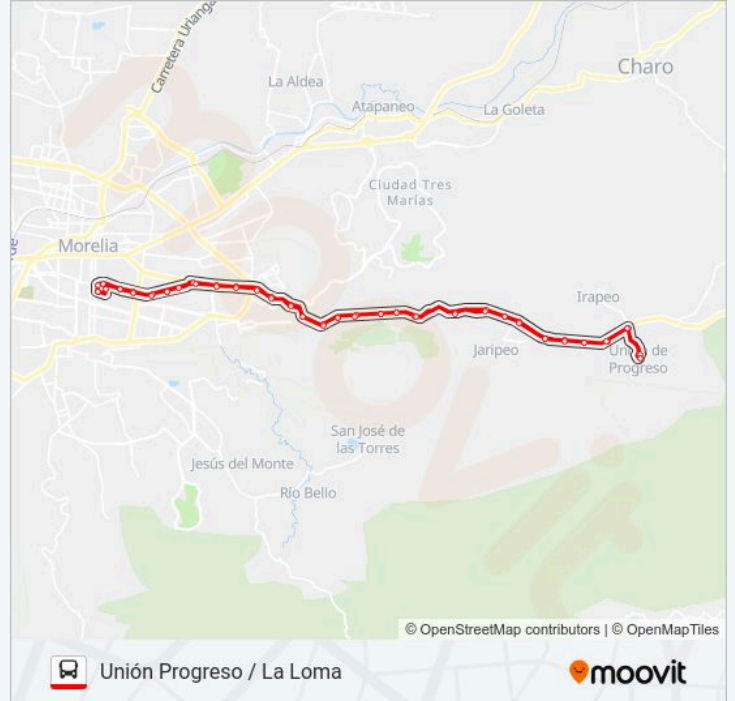 Carretera Urianga
Charo
La Aldea
Atapaneo
La Goleta
Ciudad Tres
Marías
Morelia
Irapeo
Jaripeo
Unión de
Progreso
San José de
las Torres
Jesús del Monte
Río Bello
© OpenStreetMap contributors | © OpenMapTiles
Unión Progreso / La Loma
moovit